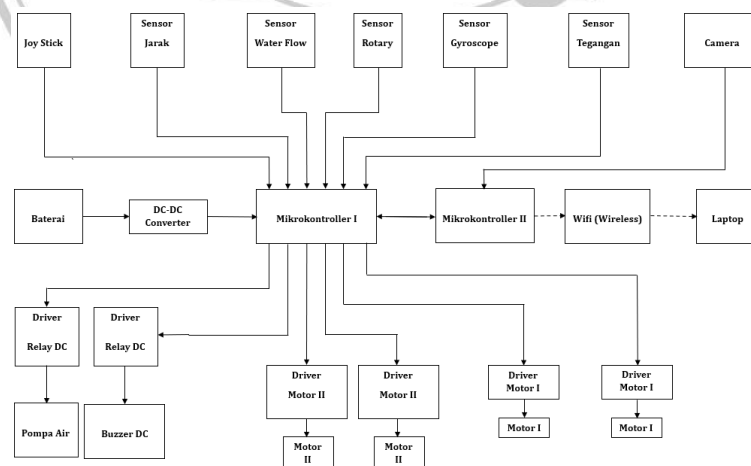 Joy Stick
Sensor
Jarak
Sensor
Water Flow
Sensor
Rotary
Sensor
Gyroscope
Sensor
Tegangan
Camera
Baterai
DC-DC
Converter
Mikrokontroller I
Mikrokontroller II
Wifi (Wireless)
Laptop
Driver
Relay DC
Driver
Relay DC
Driver
Motor II
Driver
Motor II
Driver
Motor I
Driver
Motor I
Pompa Air
Buzzer DC
Motor
II
Motor
II
Motor I
Motor I